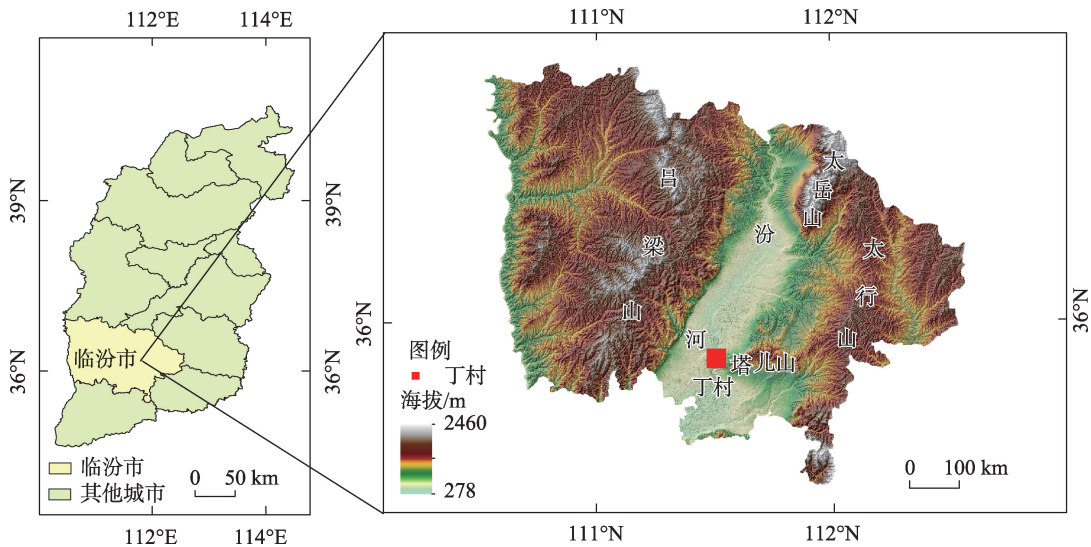 112°E 114°E
39°N 39°N
36°N 36°N
临汾市
临汾市
其他城市
0 50 km
112°E 114°E
111°N 112°N
36°N 36°N
吕梁山
汾河
太岳山
太行山
塔儿山
丁村
图例
丁村
海拔/m
2460
278
0 100 km
111°N 112°N